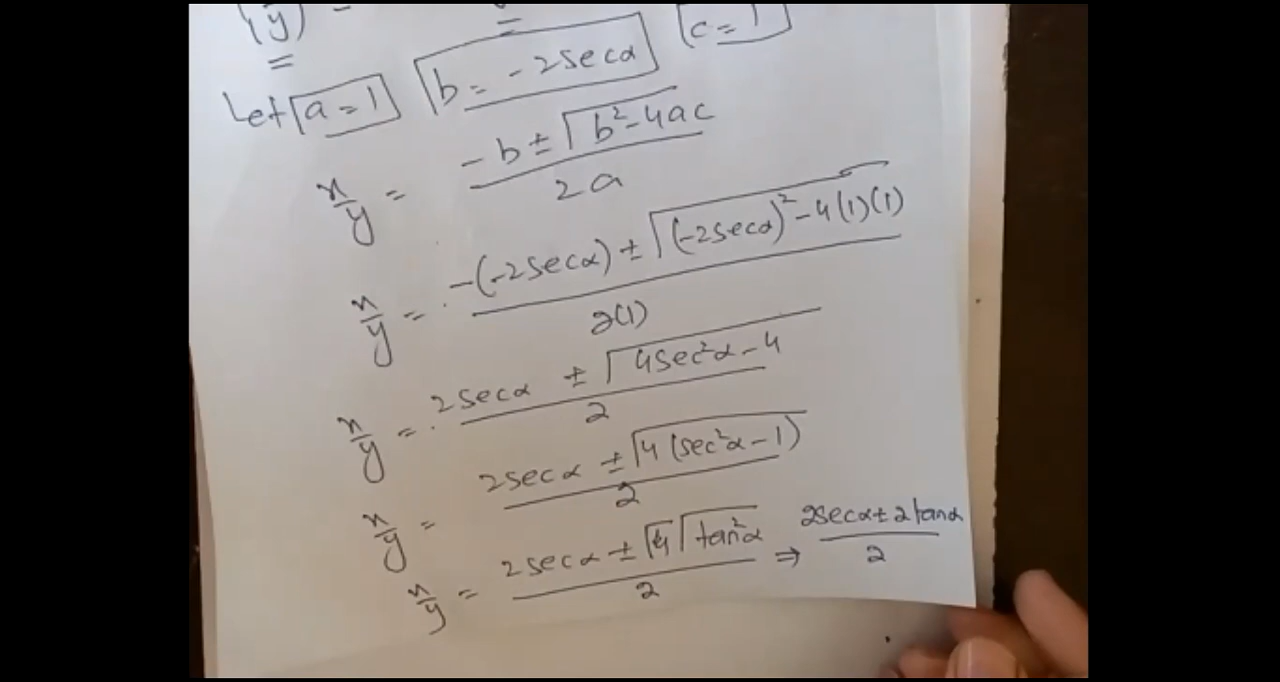 Let a = 1 b = -2secα c = 1
x/y = (-b ± √(b²-4ac))/2a
x/y = (-(-2secα) ± √((-2secα)²-4(1)(1)))/2(1)
x/y = (2secα ± √(4sec²α-4))/2
x/y = (2secα ± √(4(sec²α-1)))/2
x/y = (2secα ± √4 √(tan²α))/2 ⇒ (2secα ± 2tanα)/2